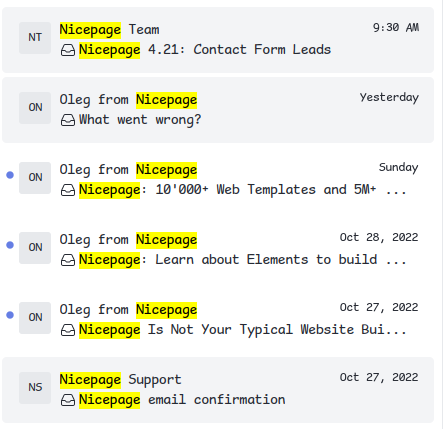 NT
Nicepage Team
9:30 AM
Nicepage 4.21: Contact Form Leads
ON
Oleg from Nicepage
Yesterday
What went wrong?
ON
Oleg from Nicepage
Sunday
Nicepage: 10'000+ Web Templates and 5M+ ...
ON
Oleg from Nicepage
Oct 28, 2022
Nicepage: Learn about Elements to build ...
ON
Oleg from Nicepage
Oct 27, 2022
Nicepage Is Not Your Typical Website Bui...
NS
Nicepage Support
Oct 27, 2022
Nicepage email confirmation